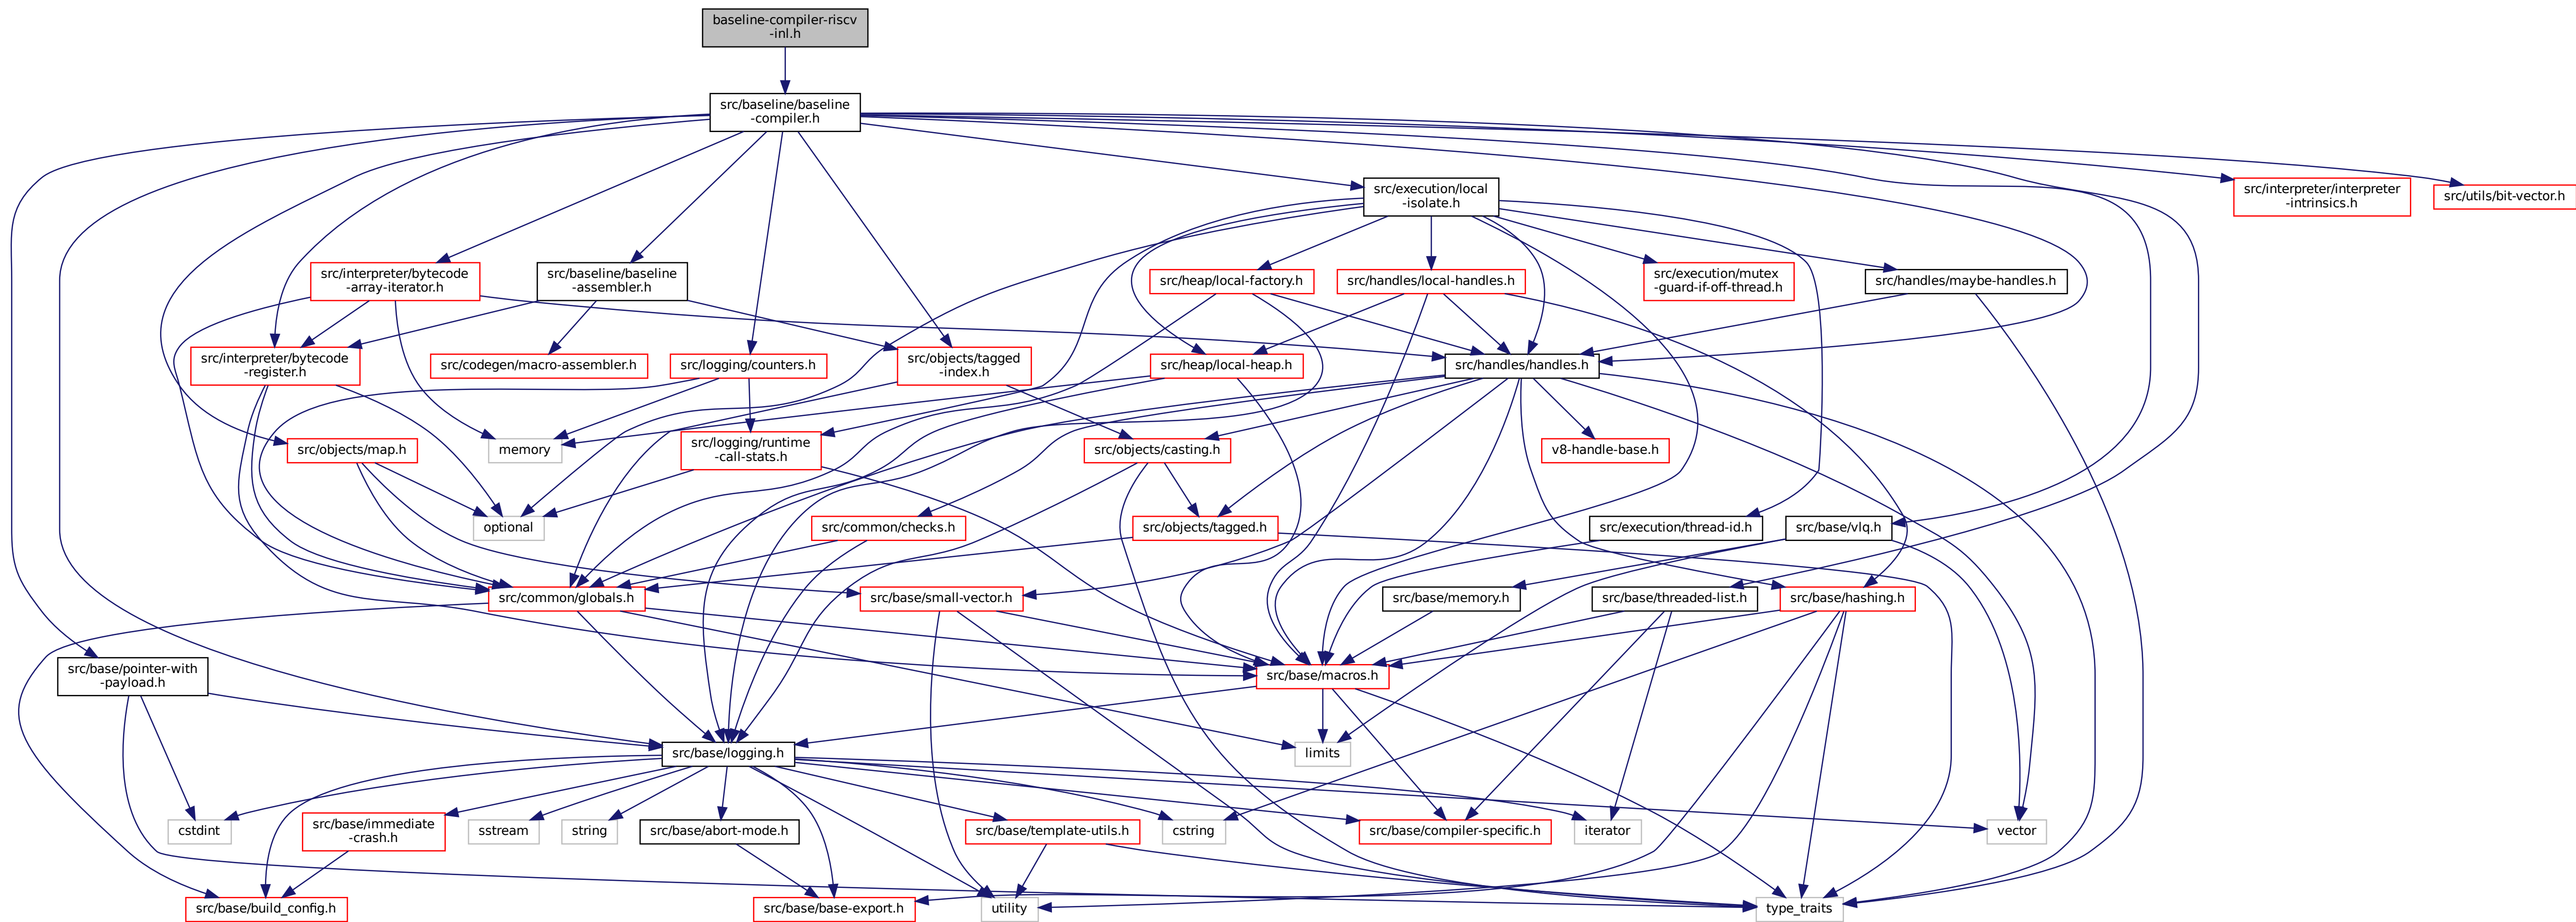 baseline-compiler-riscv
-inl.h
src/baseline/baseline
-compiler.h
src/execution/local
-isolate.h
src/interpreter/interpreter
-intrinsics.h
src/utils/bit-vector.h
src/interpreter/bytecode
-array-iterator.h
src/baseline/baseline
-assembler.h
src/heap/local-factory.h
src/handles/local-handles.h
src/execution/mutex
-guard-if-off-thread.h
src/handles/maybe-handles.h
src/interpreter/bytecode
-register.h
src/codegen/macro-assembler.h
src/logging/counters.h
src/objects/tagged
-index.h
src/heap/local-heap.h
src/handles/handles.h
src/objects/map.h
memory
src/logging/runtime
-call-stats.h
src/objects/casting.h
v8-handle-base.h
optional
src/common/checks.h
src/objects/tagged.h
src/execution/thread-id.h
src/base/vlq.h
src/common/globals.h
src/base/small-vector.h
src/base/memory.h
src/base/threaded-list.h
src/base/hashing.h
src/base/pointer-with
-payload.h
src/base/macros.h
src/base/logging.h
limits
cstdint
src/base/immediate
-crash.h
sstream
string
src/base/abort-mode.h
src/base/template-utils.h
cstring
src/base/compiler-specific.h
iterator
vector
src/base/build_config.h
src/base/base-export.h
utility
type_traits